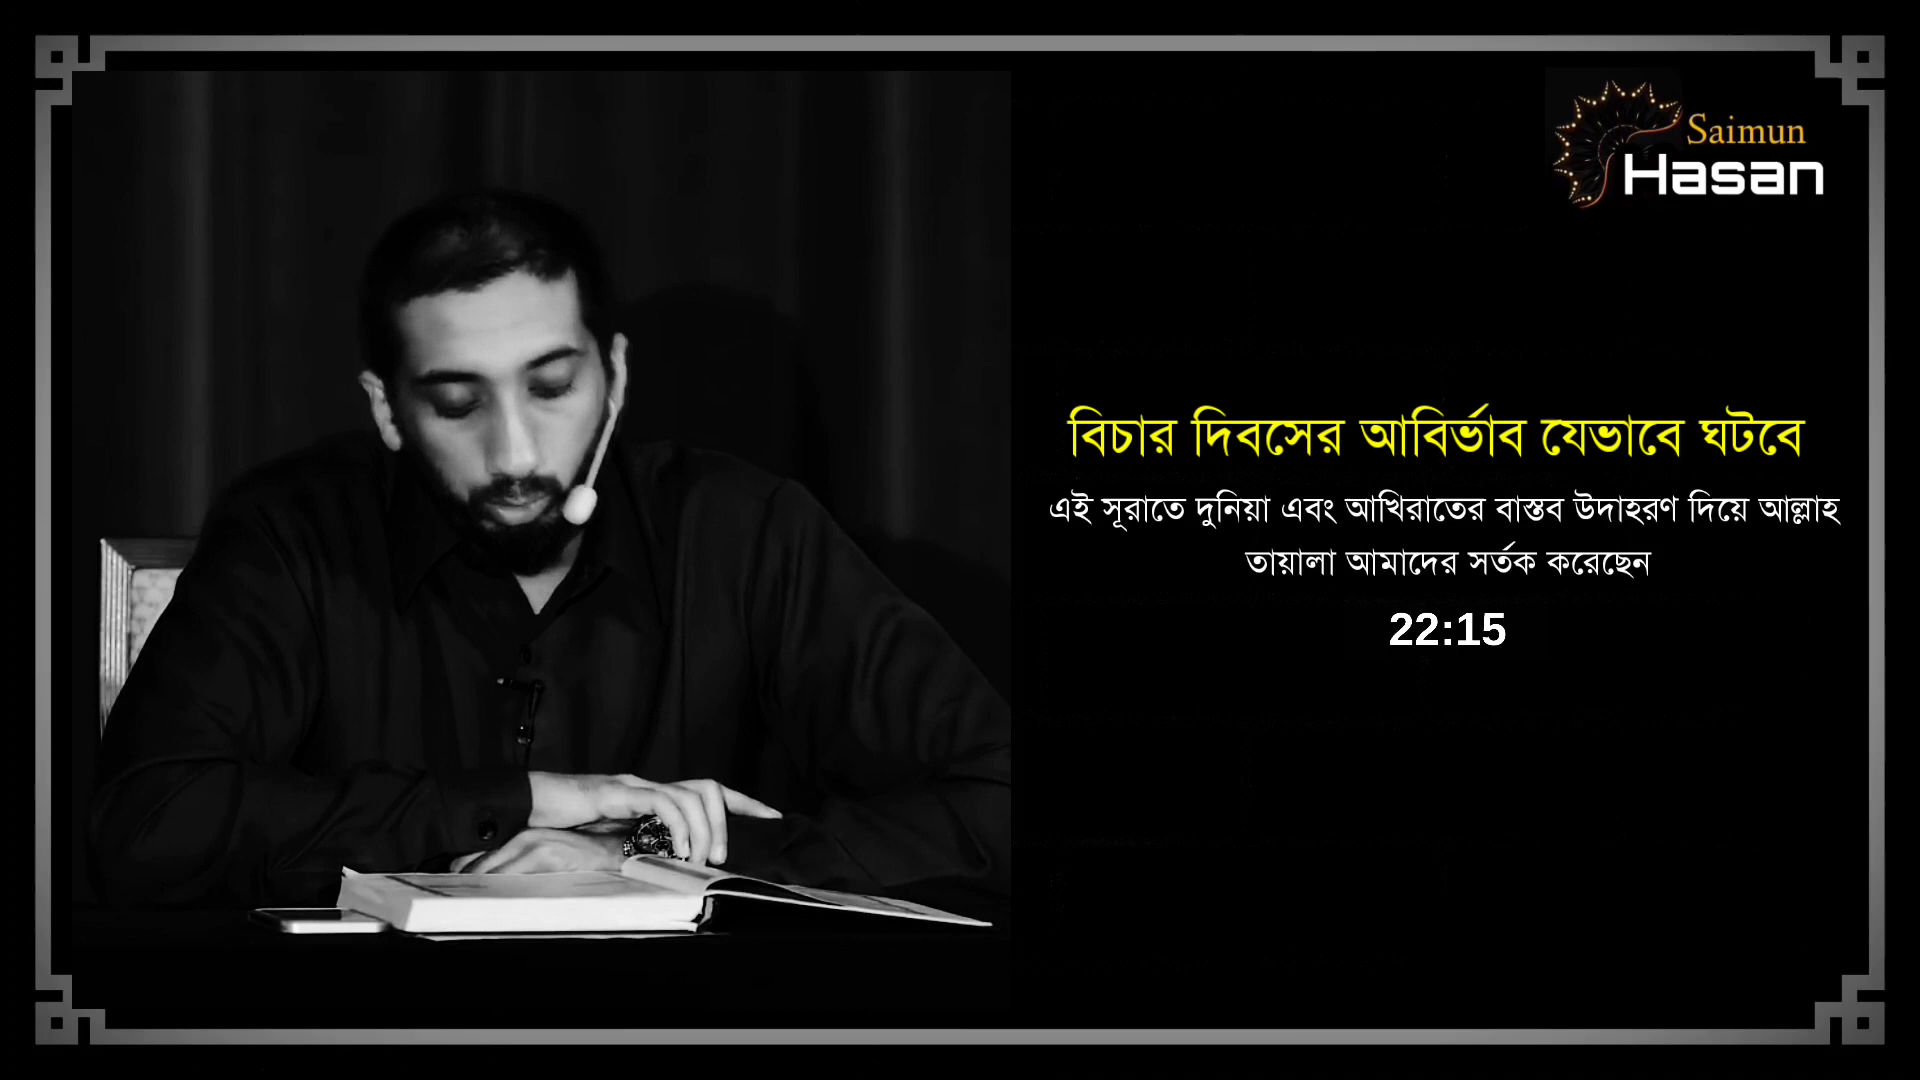 Saimun
Hasan
বিচার দিবসের আবির্ভাব যেভাবে ঘটবে
এই সূরাতে দুনিয়া এবং আখিরাতের বাস্তব উদাহরণ দিয়ে আল্লাহ
তায়ালা আমাদের সর্তক করেছেন
22:15